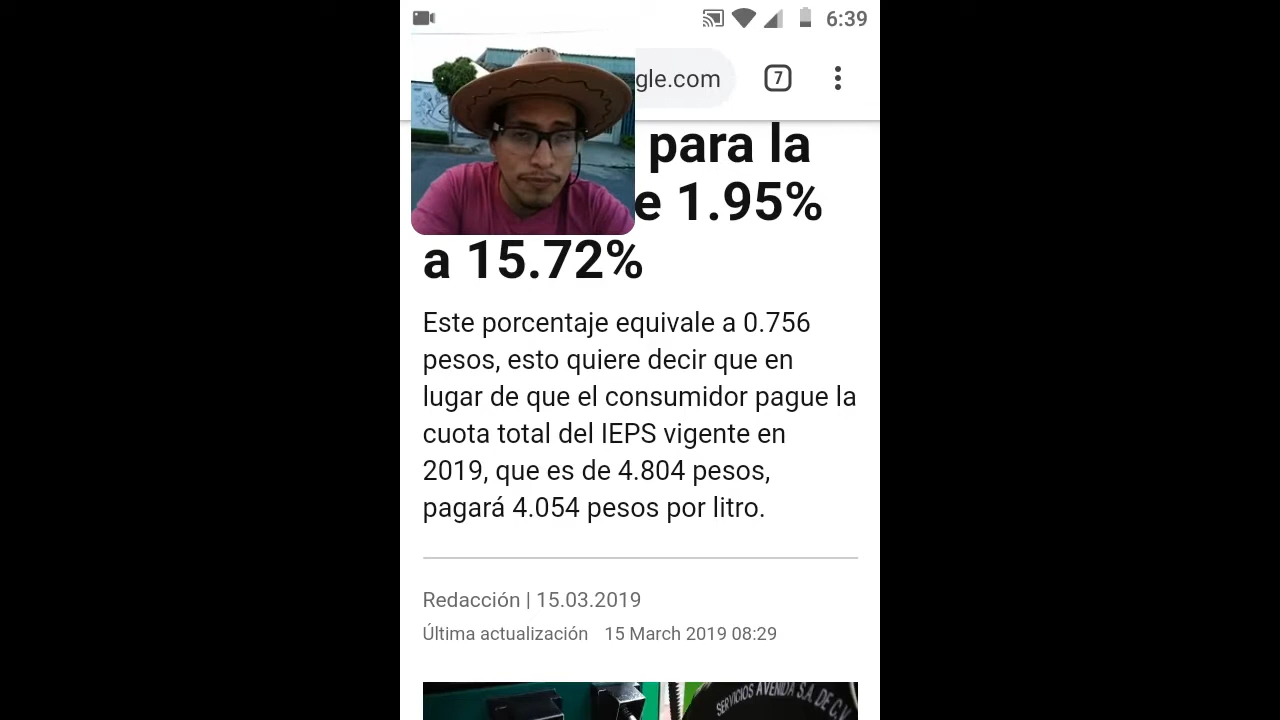 6:39
gle.com
7
para la
e 1.95%
a 15.72%
Este porcentaje equivale a 0.756
pesos, esto quiere decir que en
lugar de que el consumidor pague la
cuota total del IEPS vigente en
2019, que es de 4.804 pesos,
pagará 4.054 pesos por litro.
Redacción | 15.03.2019
Última actualización 15 March 2019 08:29
SERVICIOS AVENIDA S.A. DE C.V.